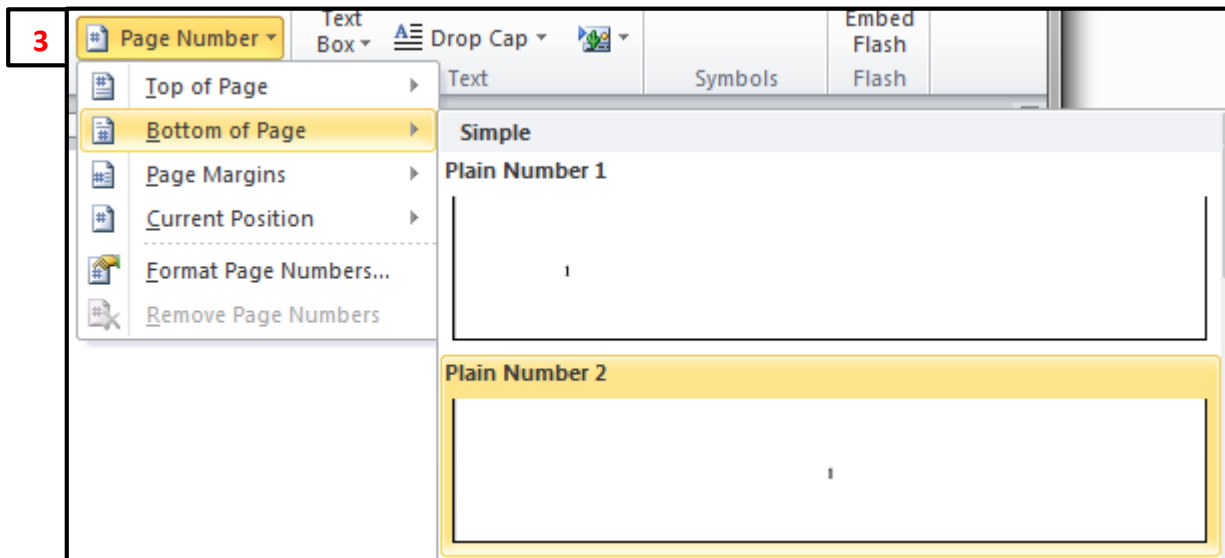 3
Page Number
Text
Box
Drop Cap
Embed
Flash
Text
Symbols
Flash
Top of Page
Bottom of Page
Page Margins
Current Position
Format Page Numbers...
Remove Page Numbers
Simple
Plain Number 1
1
Plain Number 2
1